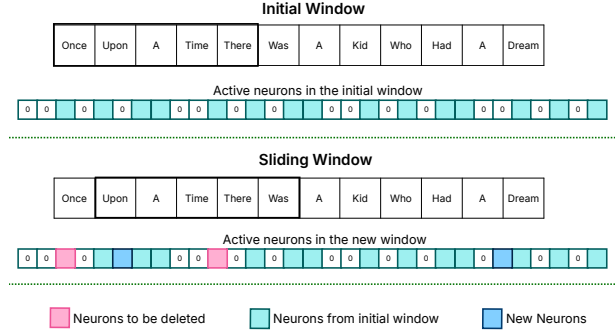 Initial Window
Once Upon A Time There Was A Kid Who Had A Dream
Active neurons in the initial window
0 0 0 0 0 0 0 0 0 0 0 0 0 0 0 0
Sliding Window
Once Upon A Time There Was A Kid Who Had A Dream
Active neurons in the new window
0 0 0 0 0 0 0 0 0 0 0 0 0 0
Neurons to be deleted Neurons from initial window New Neurons